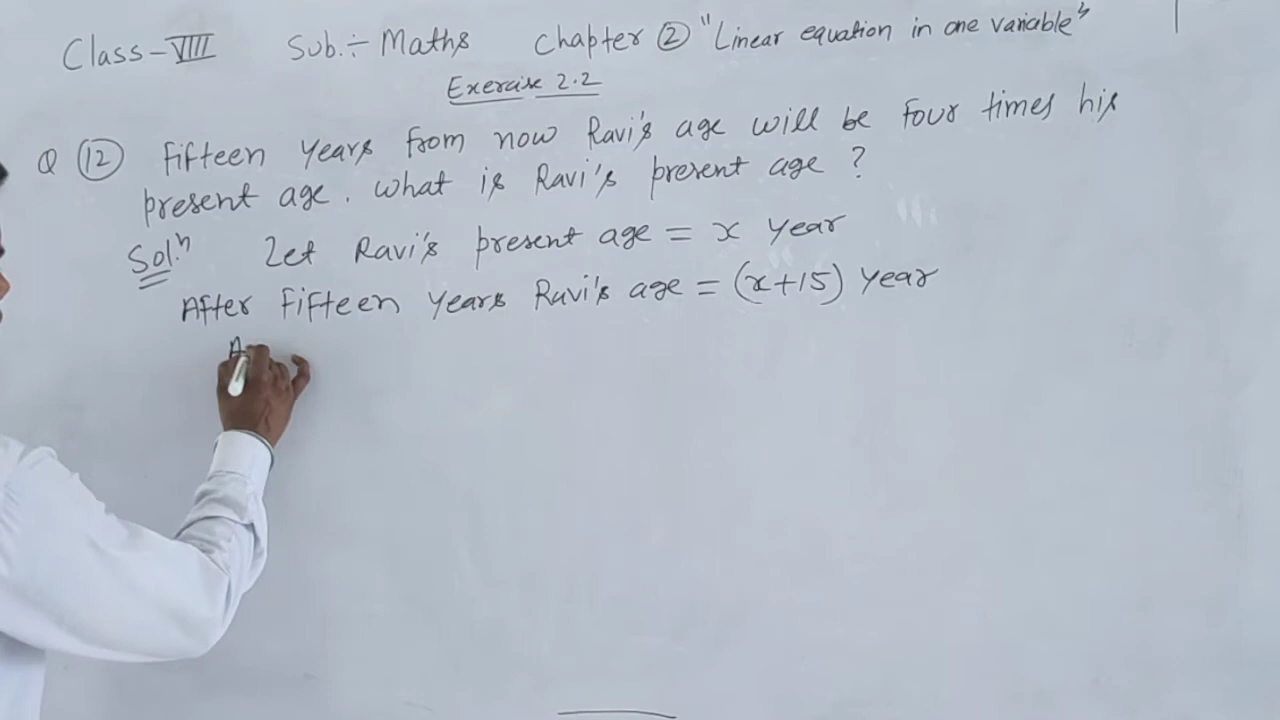 Class-VIII Sub.÷ Maths Chapter ② "Linear equation in one variable"
Exercise 2.2
Q ⑫ Fifteen years from now Ravi's age will be four times his
present age. What is Ravi's present age ?
Solⁿ Let Ravi's present age = x year
After fifteen years Ravi's age = (x+15) year
A